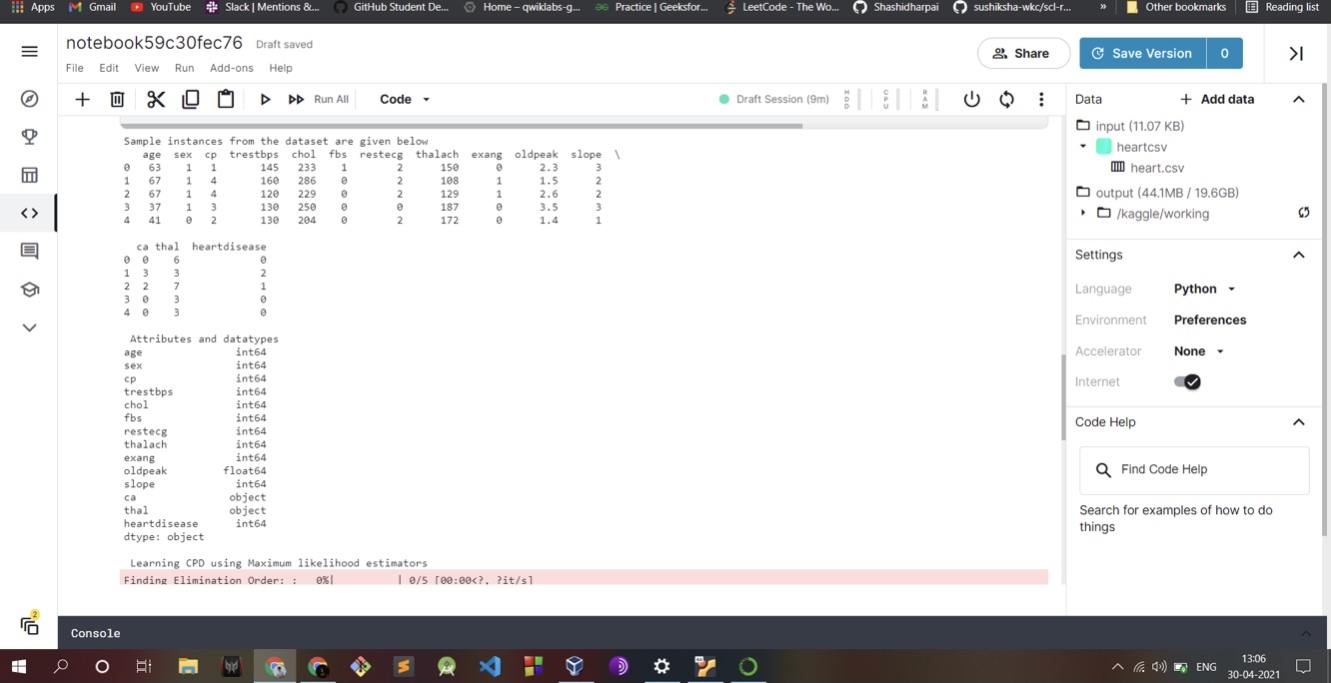 Apps Gmail YouTube Slack | Mentions &... GitHub Student De... Home – qwiklabs-g... Practice | Geeksfor... LeetCode - The Wo... Shashidharpai sushiksha-wkc/scl-r... » Other bookmarks Reading list
notebook59c30fec76 Draft saved
File Edit View Run Add-ons Help
Share
Save Version 0
Run All Code Draft Session (9m) HDD CPU RAM
Sample instances from the dataset are given below
age sex cp trestbps chol fbs restecg thalach exang oldpeak slope \
0 63 1 1 145 233 1 2 150 0 2.3 3
1 67 1 4 160 286 0 2 108 1 1.5 2
2 67 1 4 120 229 0 2 129 1 2.6 2
3 37 1 3 130 250 0 0 187 0 3.5 3
4 41 0 2 130 204 0 2 172 0 1.4 1
ca thal heartdisease
0 0 6 0
1 3 3 2
2 2 7 1
3 0 3 0
4 0 3 0
Attributes and datatypes
age int64
sex int64
cp int64
trestbps int64
chol int64
fbs int64
restecg int64
thalach int64
exang int64
oldpeak float64
slope int64
ca object
thal object
heartdisease int64
dtype: object
Learning CPD using Maximum likelihood estimators
Finding Elimination Order: : 0%| | 0/5 [00:00<?, ?it/s]
Data + Add data
input (11.07 KB)
heartcsv
heart.csv
output (44.1MB / 19.6GB)
/kaggle/working
Settings
Language Python
Environment Preferences
Accelerator None
Internet
Code Help
Find Code Help
Search for examples of how to do
things
2
Console
ENG
13:06
30-04-2021